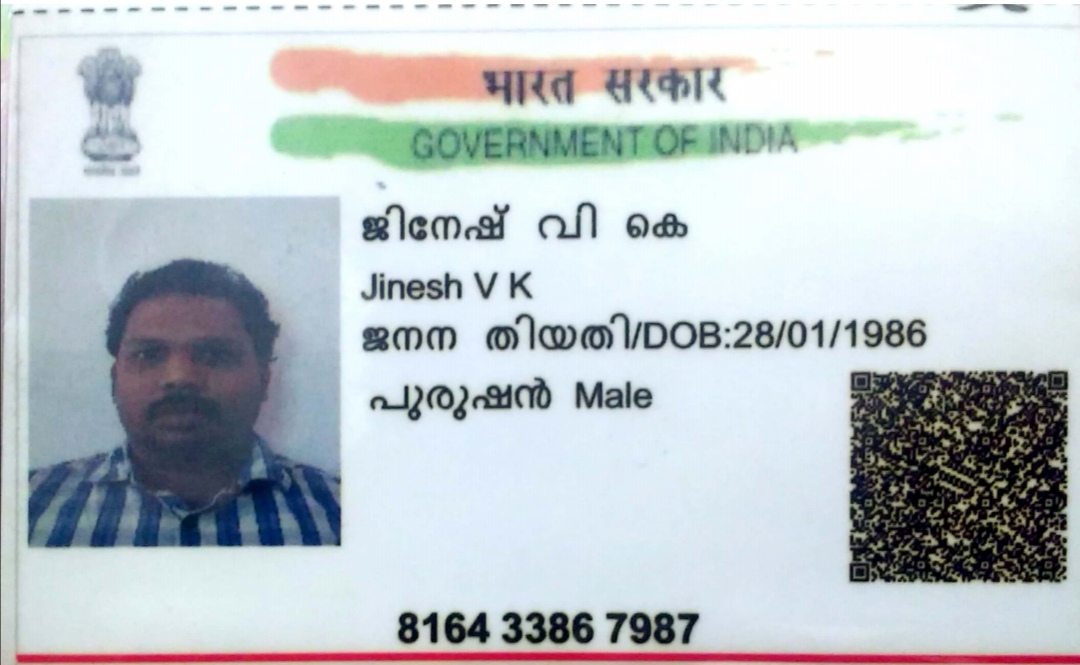 भारत सरकार
GOVERNMENT OF INDIA
ജിനേഷ് വി കെ
Jinesh V K
ജനന തിയതി/DOB:28/01/1986
പുരുഷൻ Male
8164 3386 7987